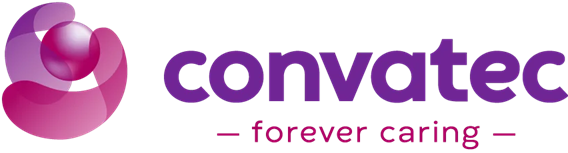 convatec
— forever caring —